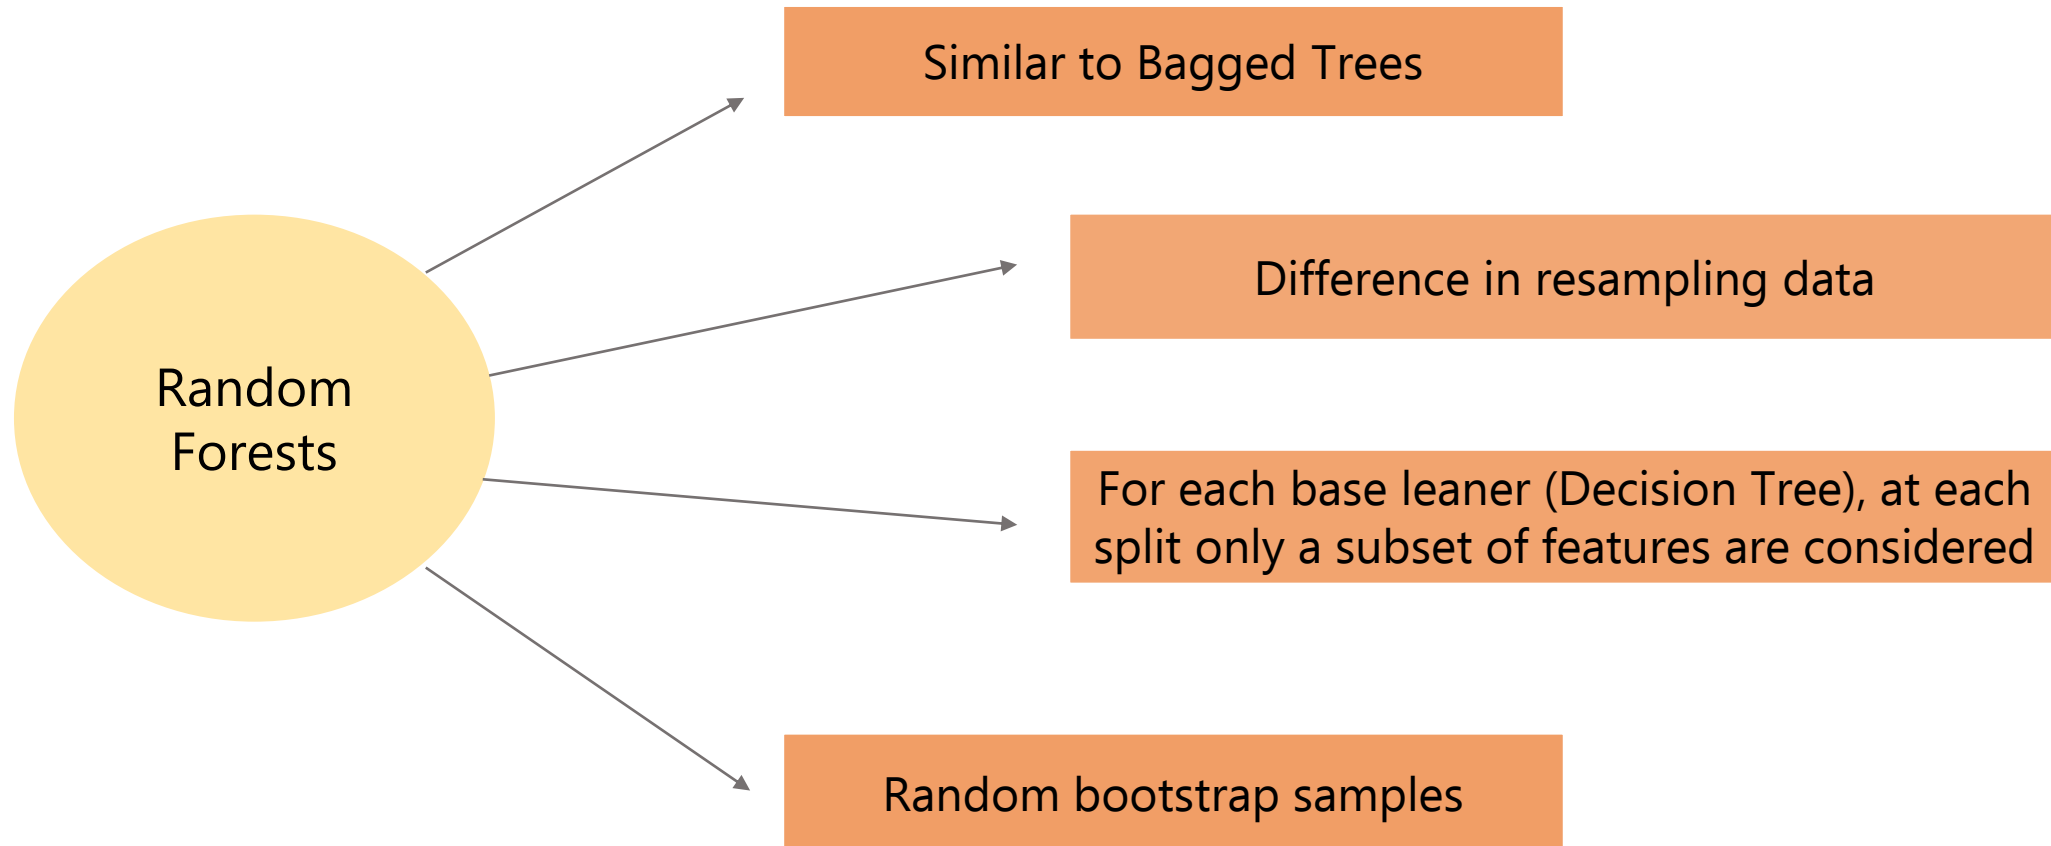 Similar to Bagged Trees
Difference in resampling data
Random
Forests
For each base leaner (Decision Tree), at each
split only a subset of features are considered
Random bootstrap samples